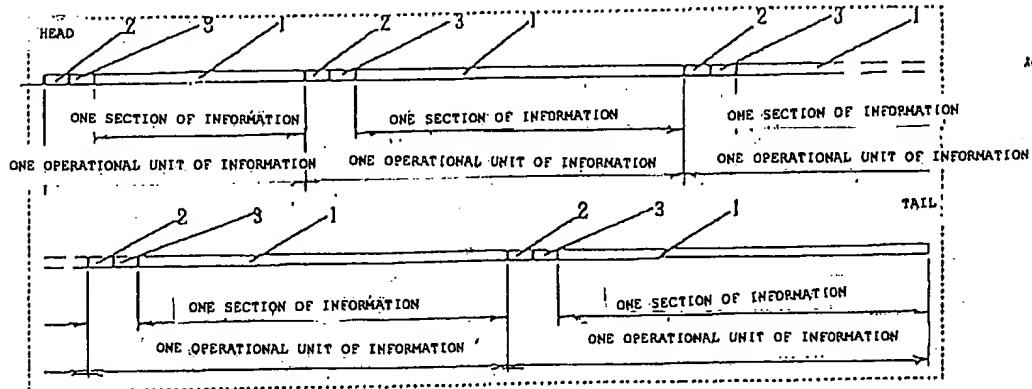 HEAD 2 3 1 2 3 1 2 3 1
ONE SECTION OF INFORMATION ONE SECTION OF INFORMATION ONE SECTION OF INFORMATION
ONE OPERATIONAL UNIT OF INFORMATION ONE OPERATIONAL UNIT OF INFORMATION ONE OPERATIONAL UNIT OF INFORMATION
2 3 1 2 3 1 TAIL
ONE SECTION OF INFORMATION ONE SECTION OF INFORMATION
ONE OPERATIONAL UNIT OF INFORMATION ONE OPERATIONAL UNIT OF INFORMATION